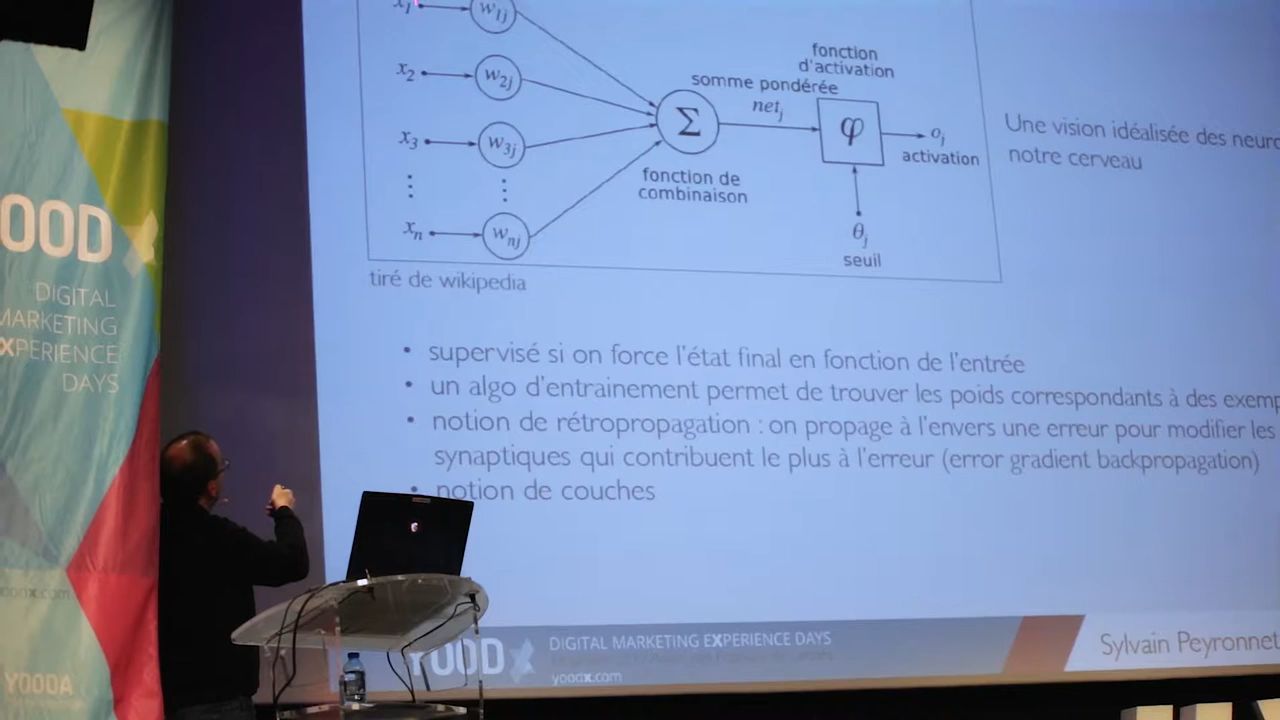 x1
w1j
x2
w2j
x3
w3j
xn
wnj
Σ
fonction de
combinaison
somme pondérée
netj
fonction
d'activation
φ
oj
activation
θj
seuil
Une vision idéalisée des
notre cerveau
tiré de wikipedia
• supervisé si on force l'état final en fonction de l'entrée
• un algo d'entrainement permet de trouver les poids correspondants à des
• notion de rétropropagation : on propage à l'envers une erreur pour modifier les
synaptiques qui contribuent le plus à l'erreur (error gradient backpropagation)
• notion de couches
YOOD
DIGITAL MARKETING EXPERIENCE DAYS
yoodx.com
Sylvain Peyronnet
OOD
DIGITAL
MARKETING
XPERIENCE
DAYS
YOODA